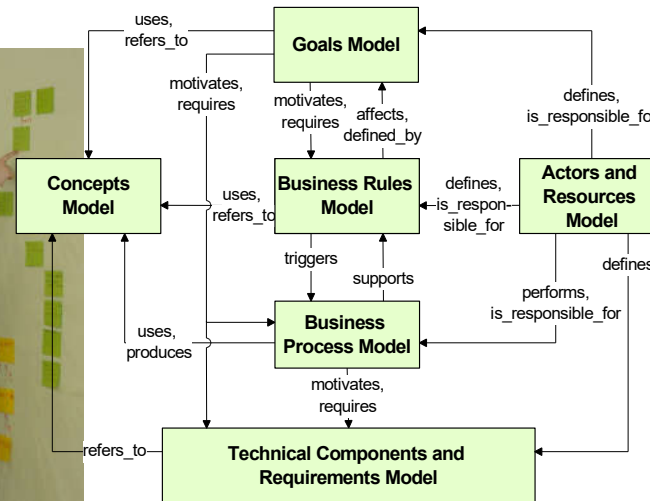 uses,
refers_to
Goals Model
motivates,
requires
motivates,
requires
affects,
defined_by
defines,
is_responsible_fo
Concepts
Model
uses,
refers_to
Business Rules
Model
defines,
is_respon-
sible_for
Actors and
Resources
Model
triggers
supports
defines
performs,
is_responsible_for
uses,
produces
Business
Process Model
motivates,
requires
refers_to
Technical Components and
Requirements Model